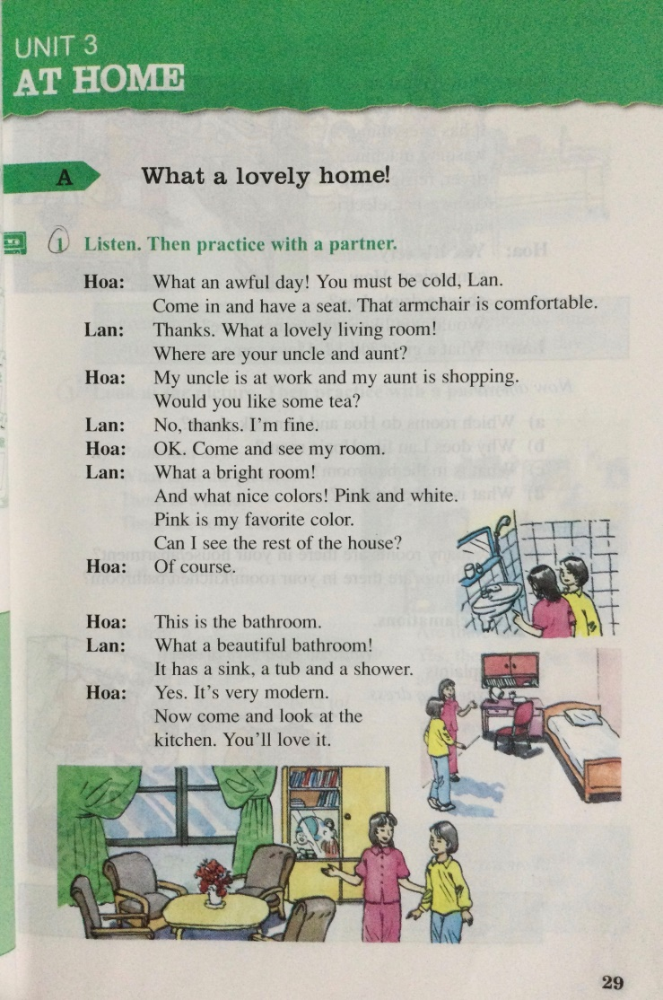 UNIT 3
AT HOME
A What a lovely home!
1 Listen. Then practice with a partner.
Hoa: What an awful day! You must be cold, Lan.
Come in and have a seat. That armchair is comfortable.
Lan: Thanks. What a lovely living room!
Where are your uncle and aunt?
Hoa: My uncle is at work and my aunt is shopping.
Would you like some tea?
Lan: No, thanks. I'm fine.
Hoa: OK. Come and see my room.
Lan: What a bright room!
And what nice colors! Pink and white.
Pink is my favorite color.
Can I see the rest of the house?
Hoa: Of course.
Hoa: This is the bathroom.
Lan: What a beautiful bathroom!
It has a sink, a tub and a shower.
Hoa: Yes. It's very modern.
Now come and look at the
kitchen. You'll love it.
29